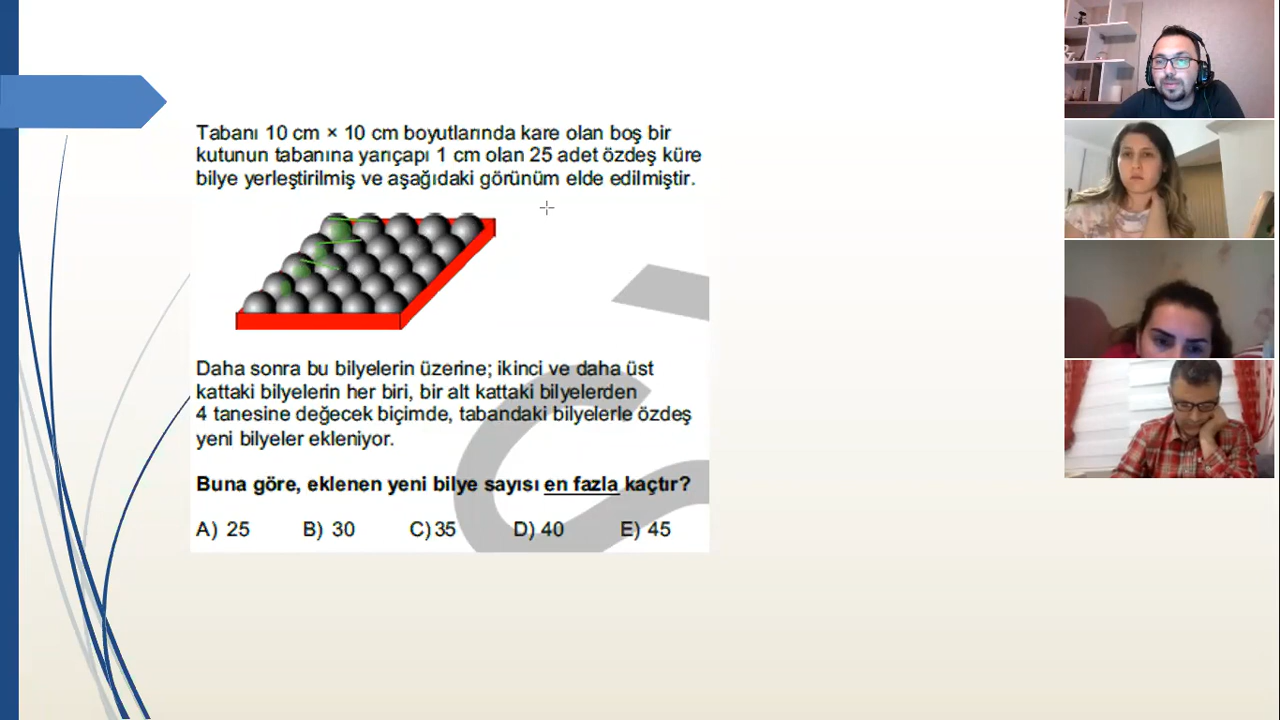 Tabanı 10 cm × 10 cm boyutlarında kare olan boş bir
kutunun tabanına yarıçapı 1 cm olan 25 adet özdeş küre
bilye yerleştirilmiş ve aşağıdaki görünüm elde edilmiştir.
Daha sonra bu bilyelerin üzerine; ikinci ve daha üst
kattaki bilyelerin her biri, bir alt kattaki bilyelerden
4 tanesine değecek biçimde, tabandaki bilyelerle özdeş
yeni bilyeler ekleniyor.
Buna göre, eklenen yeni bilye sayısı en fazla kaçtır?
A) 25 B) 30 C) 35 D) 40 E) 45